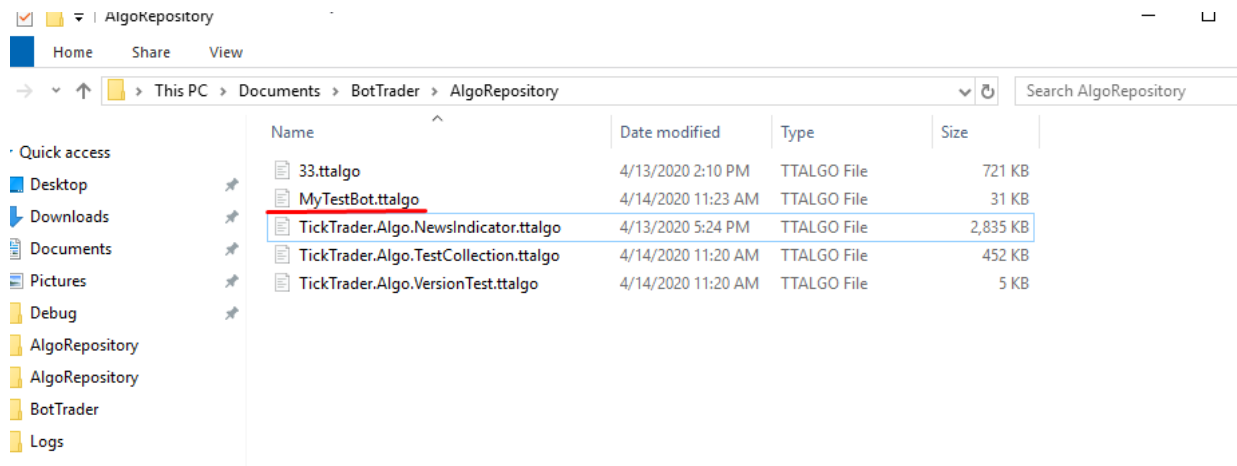 AlgoRepository
Home Share View
This PC > Documents > BotTrader > AlgoRepository Search AlgoRepository
Name Date modified Type Size
Quick access
Desktop
Downloads
Documents
Pictures
Debug
AlgoRepository
AlgoRepository
BotTrader
Logs
33.ttalgo 4/13/2020 2:10 PM TTALGO File 721 KB
MyTestBot.ttalgo 4/14/2020 11:23 AM TTALGO File 31 KB
TickTrader.Algo.NewsIndicator.ttalgo 4/13/2020 5:24 PM TTALGO File 2,835 KB
TickTrader.Algo.TestCollection.ttalgo 4/14/2020 11:20 AM TTALGO File 452 KB
TickTrader.Algo.VersionTest.ttalgo 4/14/2020 11:20 AM TTALGO File 5 KB